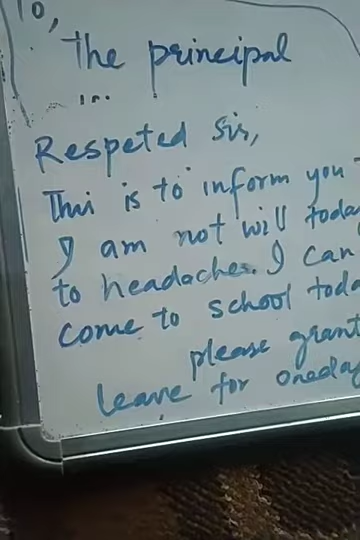 To,
The principal
...
Respeted Sir,
This is to inform you
I am not will toda
to headaches. I can
come to school toda
please grant
leave for oneday